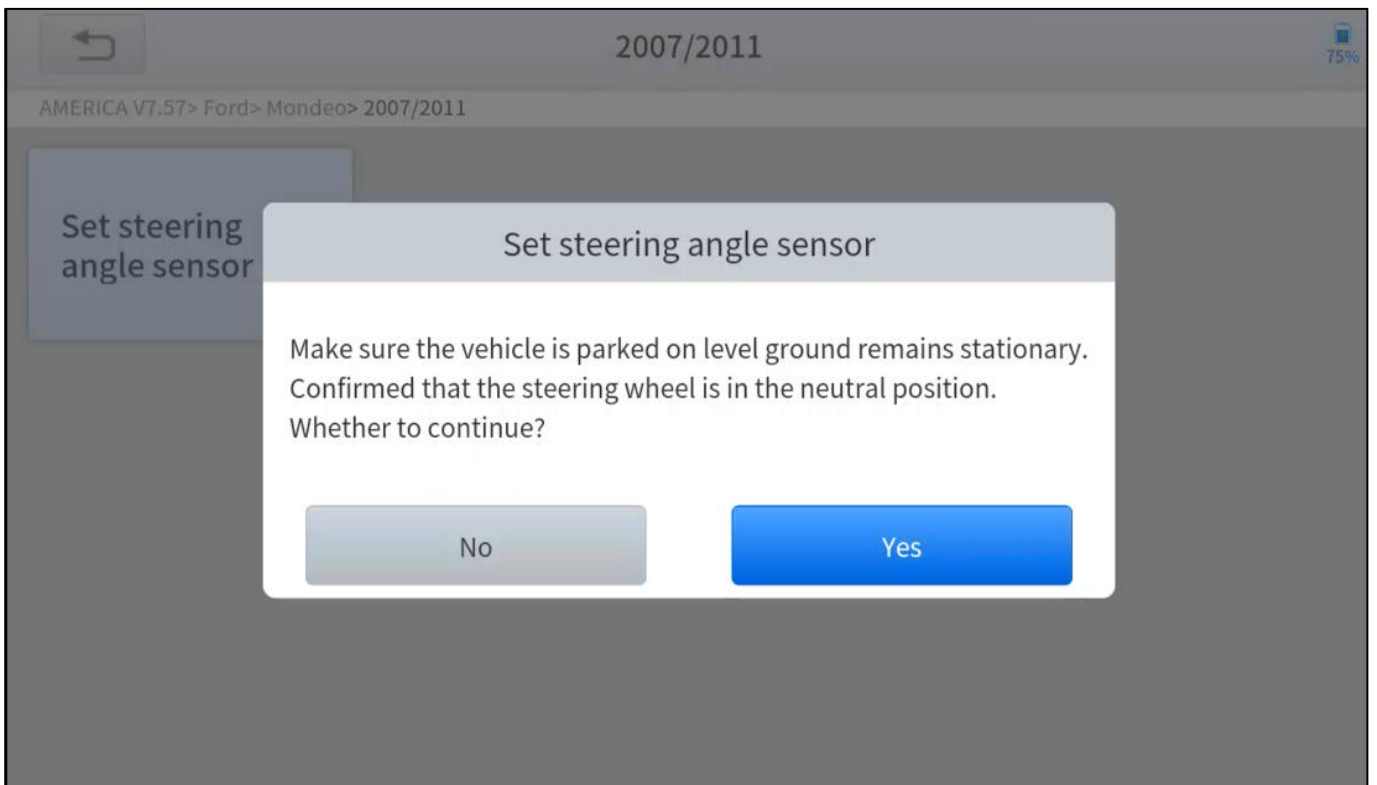 2007/2011
75%
AMERICA V7.57> Ford> Mondeo> 2007/2011
Set steering
angle sensor
Set steering angle sensor
Make sure the vehicle is parked on level ground remains stationary.
Confirmed that the steering wheel is in the neutral position.
Whether to continue?
No
Yes